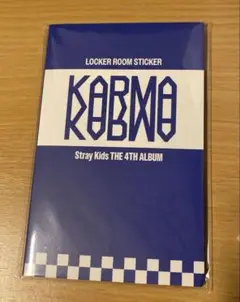 LOCKER ROOM STICKER
KARMA
Stray Kids THE 4TH ALBUM